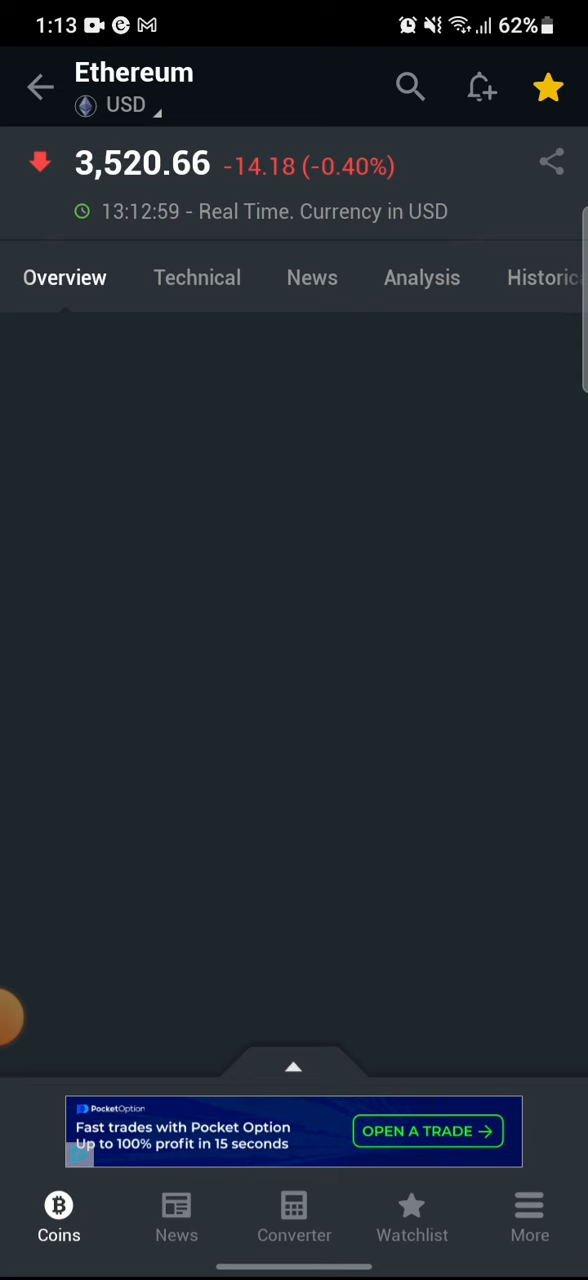 1:13 62%
Ethereum
USD
3,520.66 -14.18 (-0.40%)
13:12:59 - Real Time. Currency in USD
Overview Technical News Analysis Historic
PocketOption
Fast trades with Pocket Option
Up to 100% profit in 15 seconds
OPEN A TRADE →
Coins News Converter Watchlist More